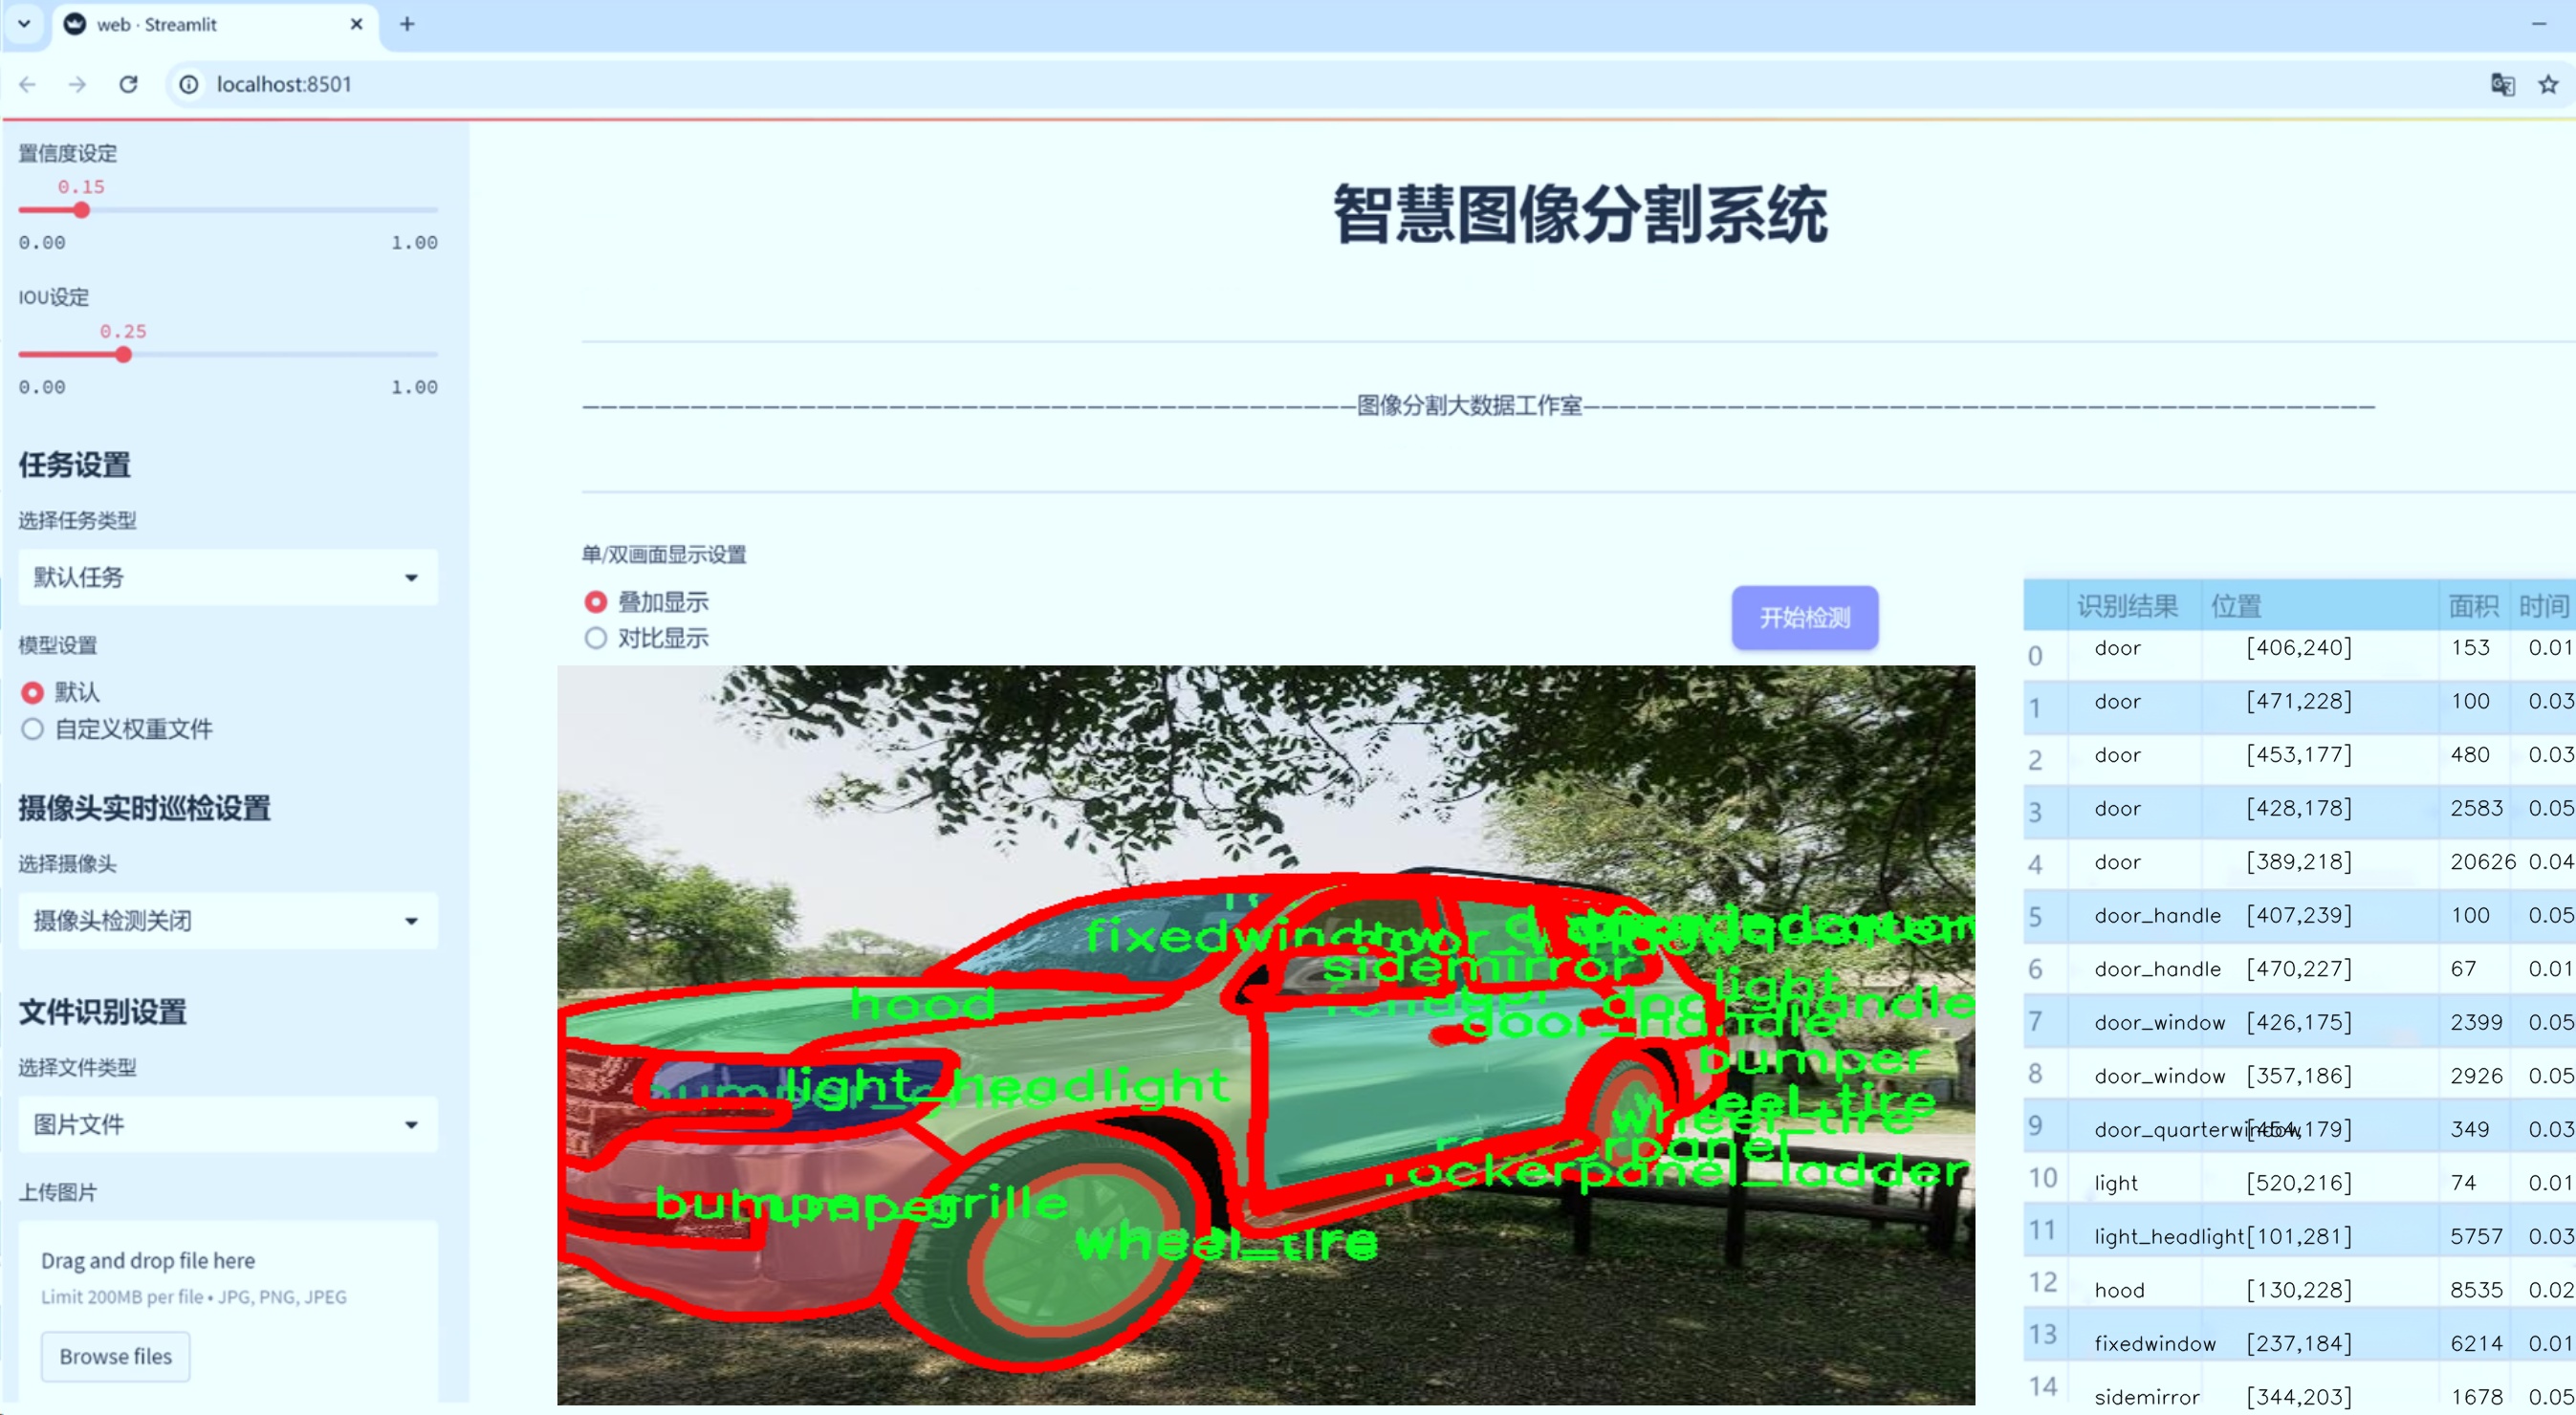 web · Streamlit
localhost:8501
置信度设定
0.15
0.00 1.00
IOU设定
0.25
0.00 1.00
任务设置
选择任务类型
默认任务
模型设置
默认
自定义权重文件
摄像头实时巡检设置
选择摄像头
摄像头检测关闭
文件识别设置
选择文件类型
图片文件
上传图片
Drag and drop file here
Limit 200MB per file • JPG, PNG, JPEG
Browse files
智慧图像分割系统
图像分割大数据工作室
单/双画面显示设置
叠加显示
对比显示
开始检测
fixedwindow
sidemirror
hood
light
door_handle
bumper
light_headlight
wheel_tire
rockerpanel_ladder
bumper_grille
wheel_tire
识别结果 位置 面积 时间
0 door [406,240] 153 0.01
1 door [471,228] 100 0.03
2 door [453,177] 480 0.03
3 door [428,178] 2583 0.05
4 door [389,218] 20626 0.04
5 door_handle [407,239] 100 0.05
6 door_handle [470,227] 67 0.01
7 door_window [426,175] 2399 0.05
8 door_window [357,186] 2926 0.05
9 door_quarterwindow [454,179] 349 0.03
10 light [520,216] 74 0.01
11 light_headlight [101,281] 5757 0.03
12 hood [130,228] 8535 0.02
13 fixedwindow [237,184] 6214 0.01
14 sidemirror [344,203] 1678 0.05